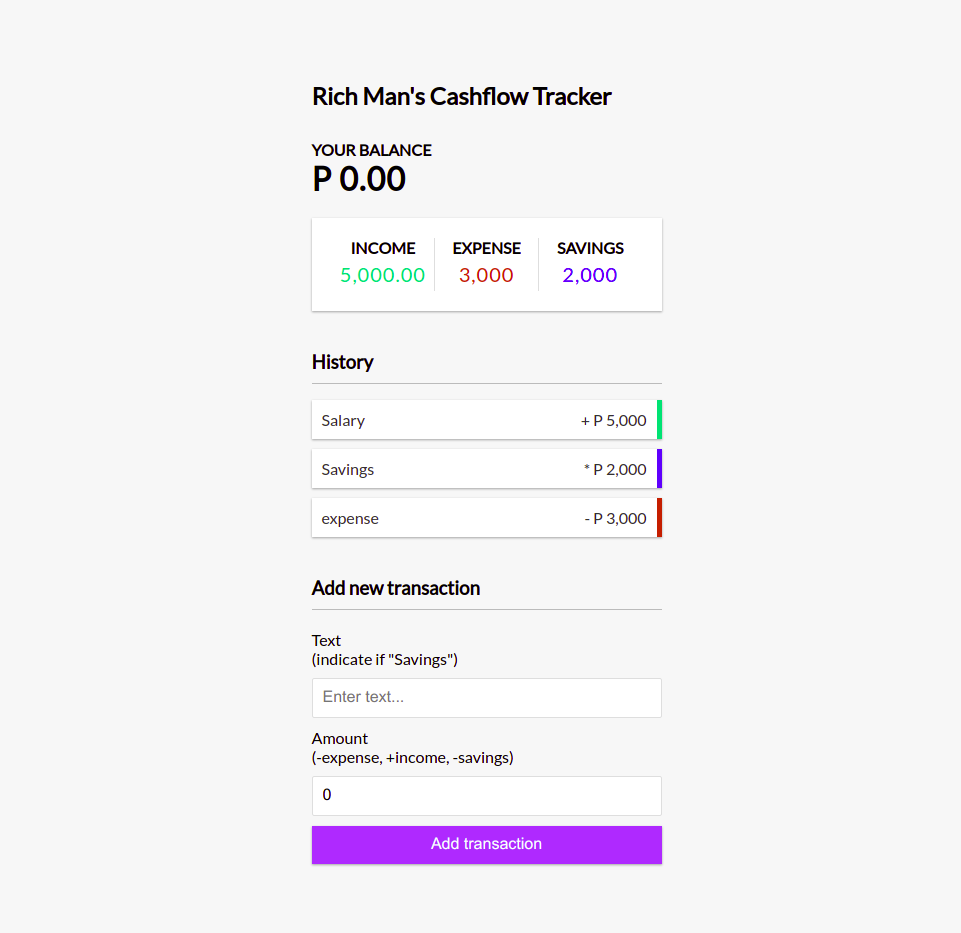 Rich Man's Cashflow Tracker
YOUR BALANCE
P 0.00
INCOME EXPENSE SAVINGS
5,000.00 3,000 2,000
History
Salary + P 5,000
Savings * P 2,000
expense - P 3,000
Add new transaction
Text
(indicate if "Savings")
Enter text...
Amount
(-expense, +income, -savings)
0
Add transaction